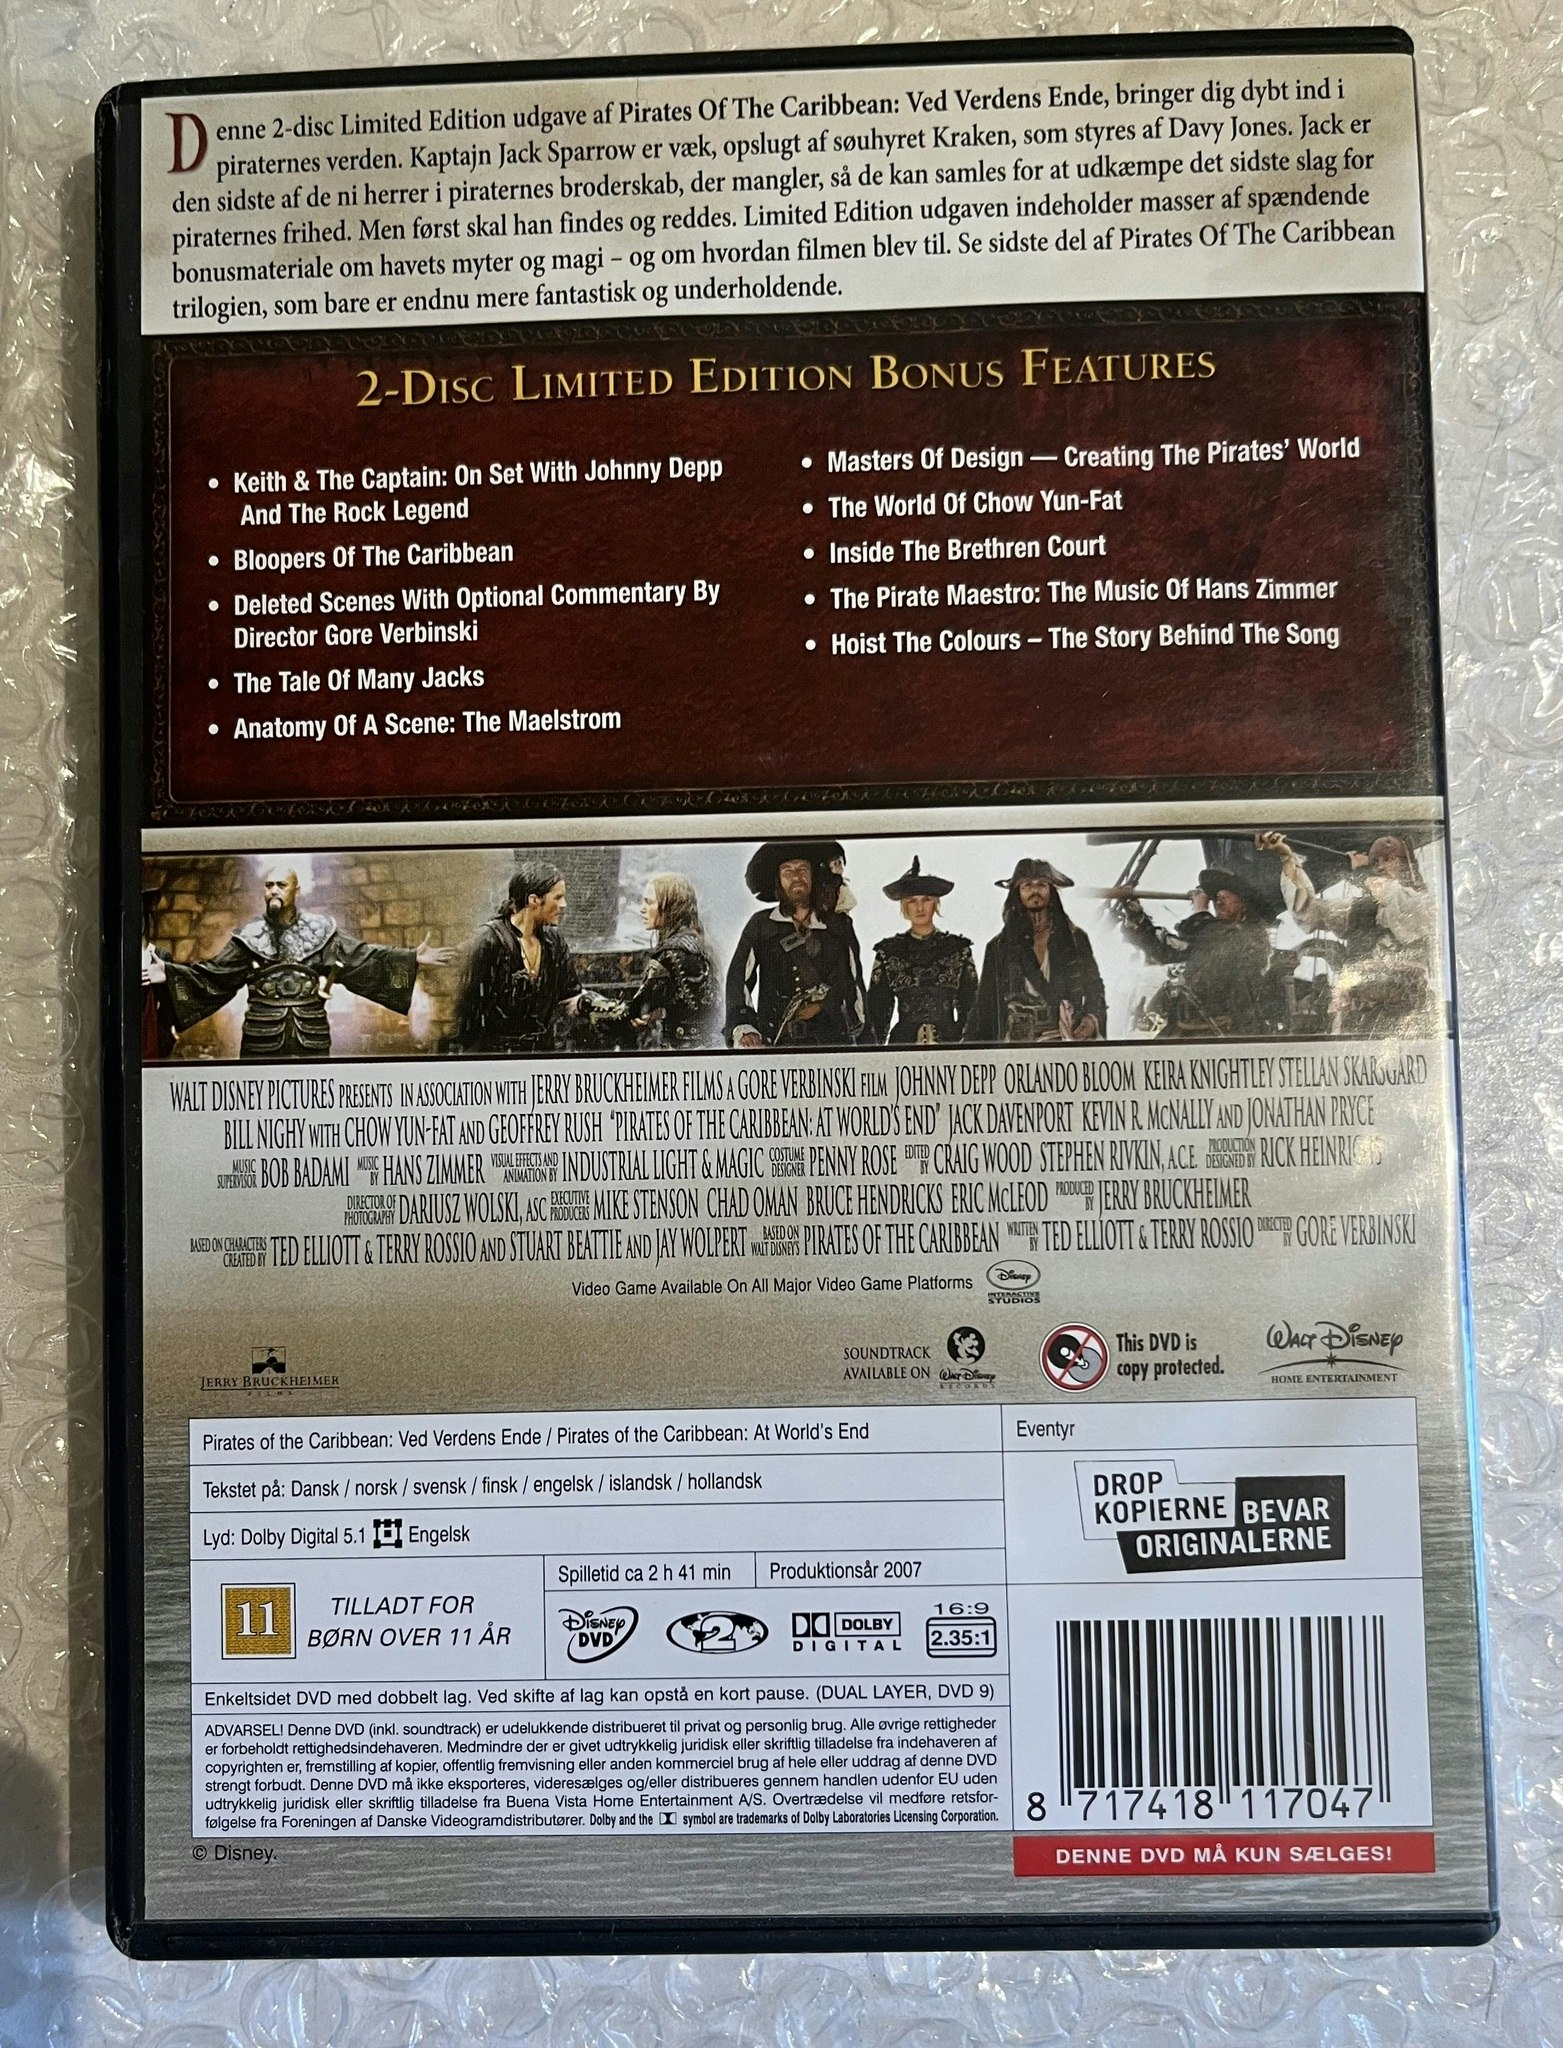 Denne 2-disc Limited Edition udgave af Pirates Of The Caribbean: Ved Verdens Ende, bringer dig dybt ind i
piraternes verden. Kaptajn Jack Sparrow er væk, opslugt af søuhyret Kraken, som styres af Davy Jones. Jack er
den sidste af de ni herrer i piraternes broderskab, der mangler, så de kan samles for at udkæmpe det sidste slag for
piraternes frihed. Men først skal han findes og reddes. Limited Edition udgaven indeholder masser af spændende
bonusmateriale om havets myter og magi – og om hvordan filmen blev til. Se sidste del af Pirates Of The Caribbean
trilogien, som bare er endnu mere fantastisk og underholdende.
2-Disc Limited Edition Bonus Features
• Keith & The Captain: On Set With Johnny Depp
And The Rock Legend
• Bloopers Of The Caribbean
• Deleted Scenes With Optional Commentary By
Director Gore Verbinski
• The Tale Of Many Jacks
• Anatomy Of A Scene: The Maelstrom
• Masters Of Design — Creating The Pirates' World
• The World Of Chow Yun-Fat
• Inside The Brethren Court
• The Pirate Maestro: The Music Of Hans Zimmer
• Hoist The Colours – The Story Behind The Song
WALT DISNEY PICTURES PRESENTS IN ASSOCIATION WITH JERRY BRUCKHEIMER FILMS A GORE VERBINSKI FILM JOHNNY DEPP ORLANDO BLOOM KEIRA KNIGHTLEY STELLAN SKARSGARD
BILL NIGHY WITH CHOW YUN-FAT AND GEOFFREY RUSH "PIRATES OF THE CARIBBEAN: AT WORLD'S END" JACK DAVENPORT KEVIN R. McNALLY AND JONATHAN PRYCE
MUSIC SUPERVISOR BOB BADAMI MUSIC BY HANS ZIMMER VISUAL EFFECTS AND ANIMATION BY INDUSTRIAL LIGHT & MAGIC COSTUME DESIGNER PENNY ROSE EDITED BY CRAIG WOOD STEPHEN RIVKIN, A.C.E. PRODUCTION DESIGNED BY RICK HEINRICHS
DIRECTOR OF PHOTOGRAPHY DARIUSZ WOLSKI, ASC EXECUTIVE PRODUCERS MIKE STENSON CHAD OMAN BRUCE HENDRICKS ERIC McLEOD PRODUCED BY JERRY BRUCKHEIMER
BASED ON CHARACTERS CREATED BY TED ELLIOTT & TERRY ROSSIO AND STUART BEATTIE AND JAY WOLPERT BASED ON WALT DISNEY'S PIRATES OF THE CARIBBEAN WRITTEN BY TED ELLIOTT & TERRY ROSSIO DIRECTED BY GORE VERBINSKI
Video Game Available On All Major Video Game Platforms
Disney
INTERACTIVE
STUDIOS
JERRY BRUCKHEIMER
FILMS
SOUNDTRACK
AVAILABLE ON
Walt Disney
RECORDS
This DVD is
copy protected.
WALT DISNEY
HOME ENTERTAINMENT
Pirates of the Caribbean: Ved Verdens Ende / Pirates of the Caribbean: At World's End
Eventyr
Tekstet på: Dansk / norsk / svensk / finsk / engelsk / islandsk / hollandsk
Lyd: Dolby Digital 5.1 Engelsk
DROP
KOPIERNE BEVAR
ORIGINALERNE
11
TILLADT FOR
BØRN OVER 11 ÅR
Spilletid ca 2 h 41 min
Produktionsår 2007
DISNEY
DVD
2
DOLBY
DIGITAL
16:9
2.35:1
Enkeltsidet DVD med dobbelt lag. Ved skifte af lag kan opstå en kort pause. (DUAL LAYER, DVD 9)
ADVARSEL! Denne DVD (inkl. soundtrack) er udelukkende distribueret til privat og personlig brug. Alle øvrige rettigheder
er forbeholdt rettighedsindehaveren. Medmindre der er givet udtrykkelig juridisk eller skriftlig tilladelse fra indehaveren af
copyrighten er, fremstilling af kopier, offentlig fremvisning eller anden kommerciel brug af hele eller uddrag af denne DVD
strengt forbudt. Denne DVD må ikke eksporteres, videresælges og/eller distribueres gennem handlen udenfor EU uden
udtrykkelig juridisk eller skriftlig tilladelse fra Buena Vista Home Entertainment A/S. Overtrædelse vil medføre retsfor-
følgelse fra Foreningen af Danske Videogramdistributører. Dolby and the symbol are trademarks of Dolby Laboratories Licensing Corporation.
8 717418 117047
© Disney.
DENNE DVD MÅ KUN SÆLGES!